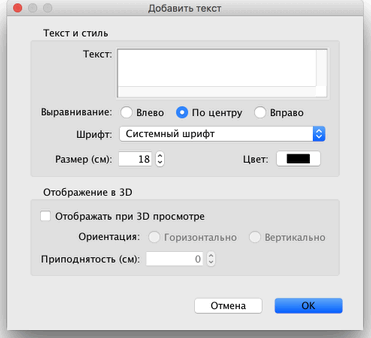 Добавить текст
Текст и стиль
Текст:
Выравнивание: Влево По центру Вправо
Шрифт: Системный шрифт
Размер (см): 18 Цвет:
Отображение в 3D
Отображать при 3D просмотре
Ориентация: Горизонтально Вертикально
Приподнятость (см): 0
Отмена OK